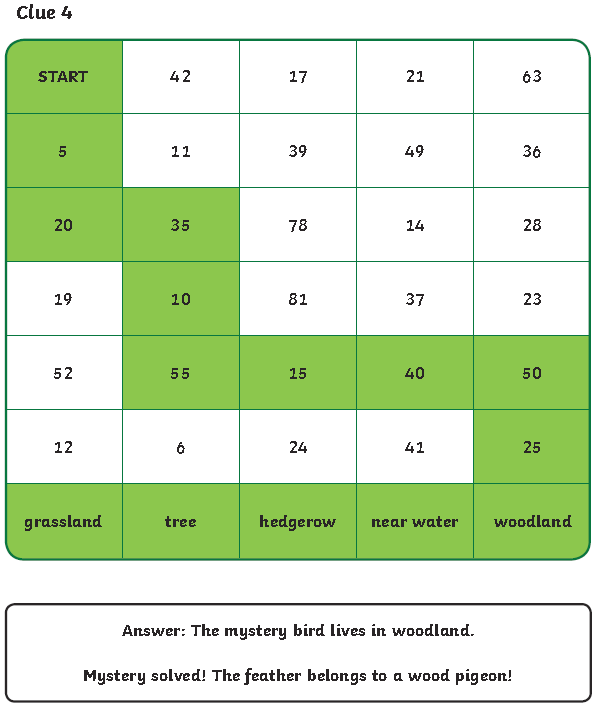 Clue 4
START 42 17 21 63
5 11 39 49 36
20 35 78 14 28
19 10 81 37 23
52 55 15 40 50
12 6 24 41 25
grassland tree hedgerow near water woodland
Answer: The mystery bird lives in woodland.
Mystery solved! The feather belongs to a wood pigeon!